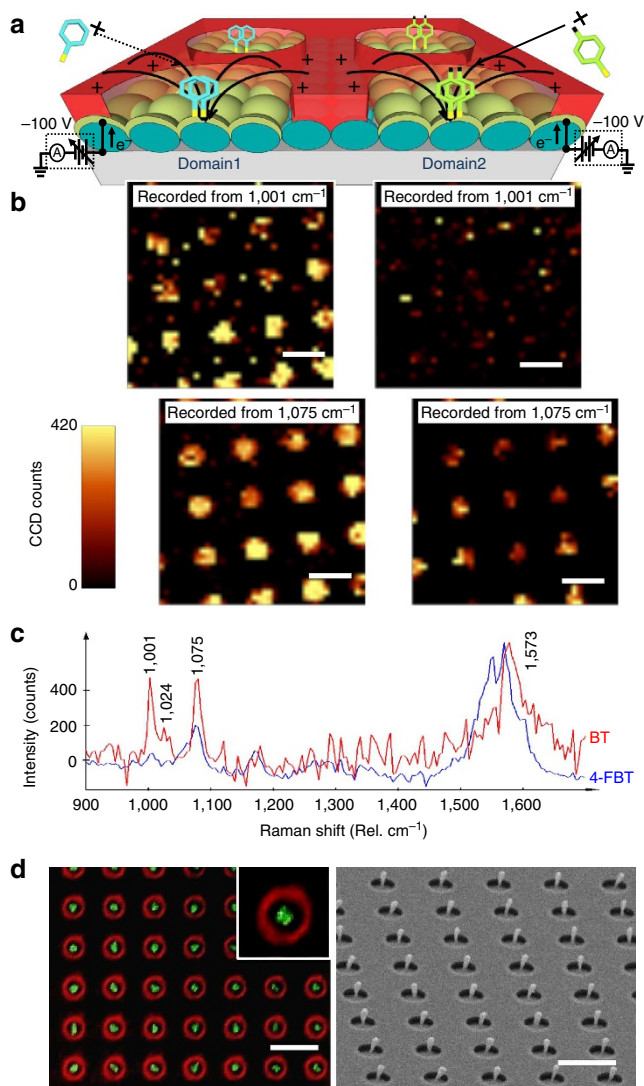 a
+ + + + + + + + + +
−100 V
e−
A
Domain1
Domain2
−100 V
e−
A
b
Recorded from 1,001 cm−1
Recorded from 1,001 cm−1
Recorded from 1,075 cm−1
Recorded from 1,075 cm−1
420
CCD counts
0
c
1,001
1,024
1,075
1,573
Intensity (counts)
400
200
0
BT
4-FBT
900 1,000 1,100 1,200 1,300 1,400 1,500 1,600
Raman shift (Rel. cm−1)
d